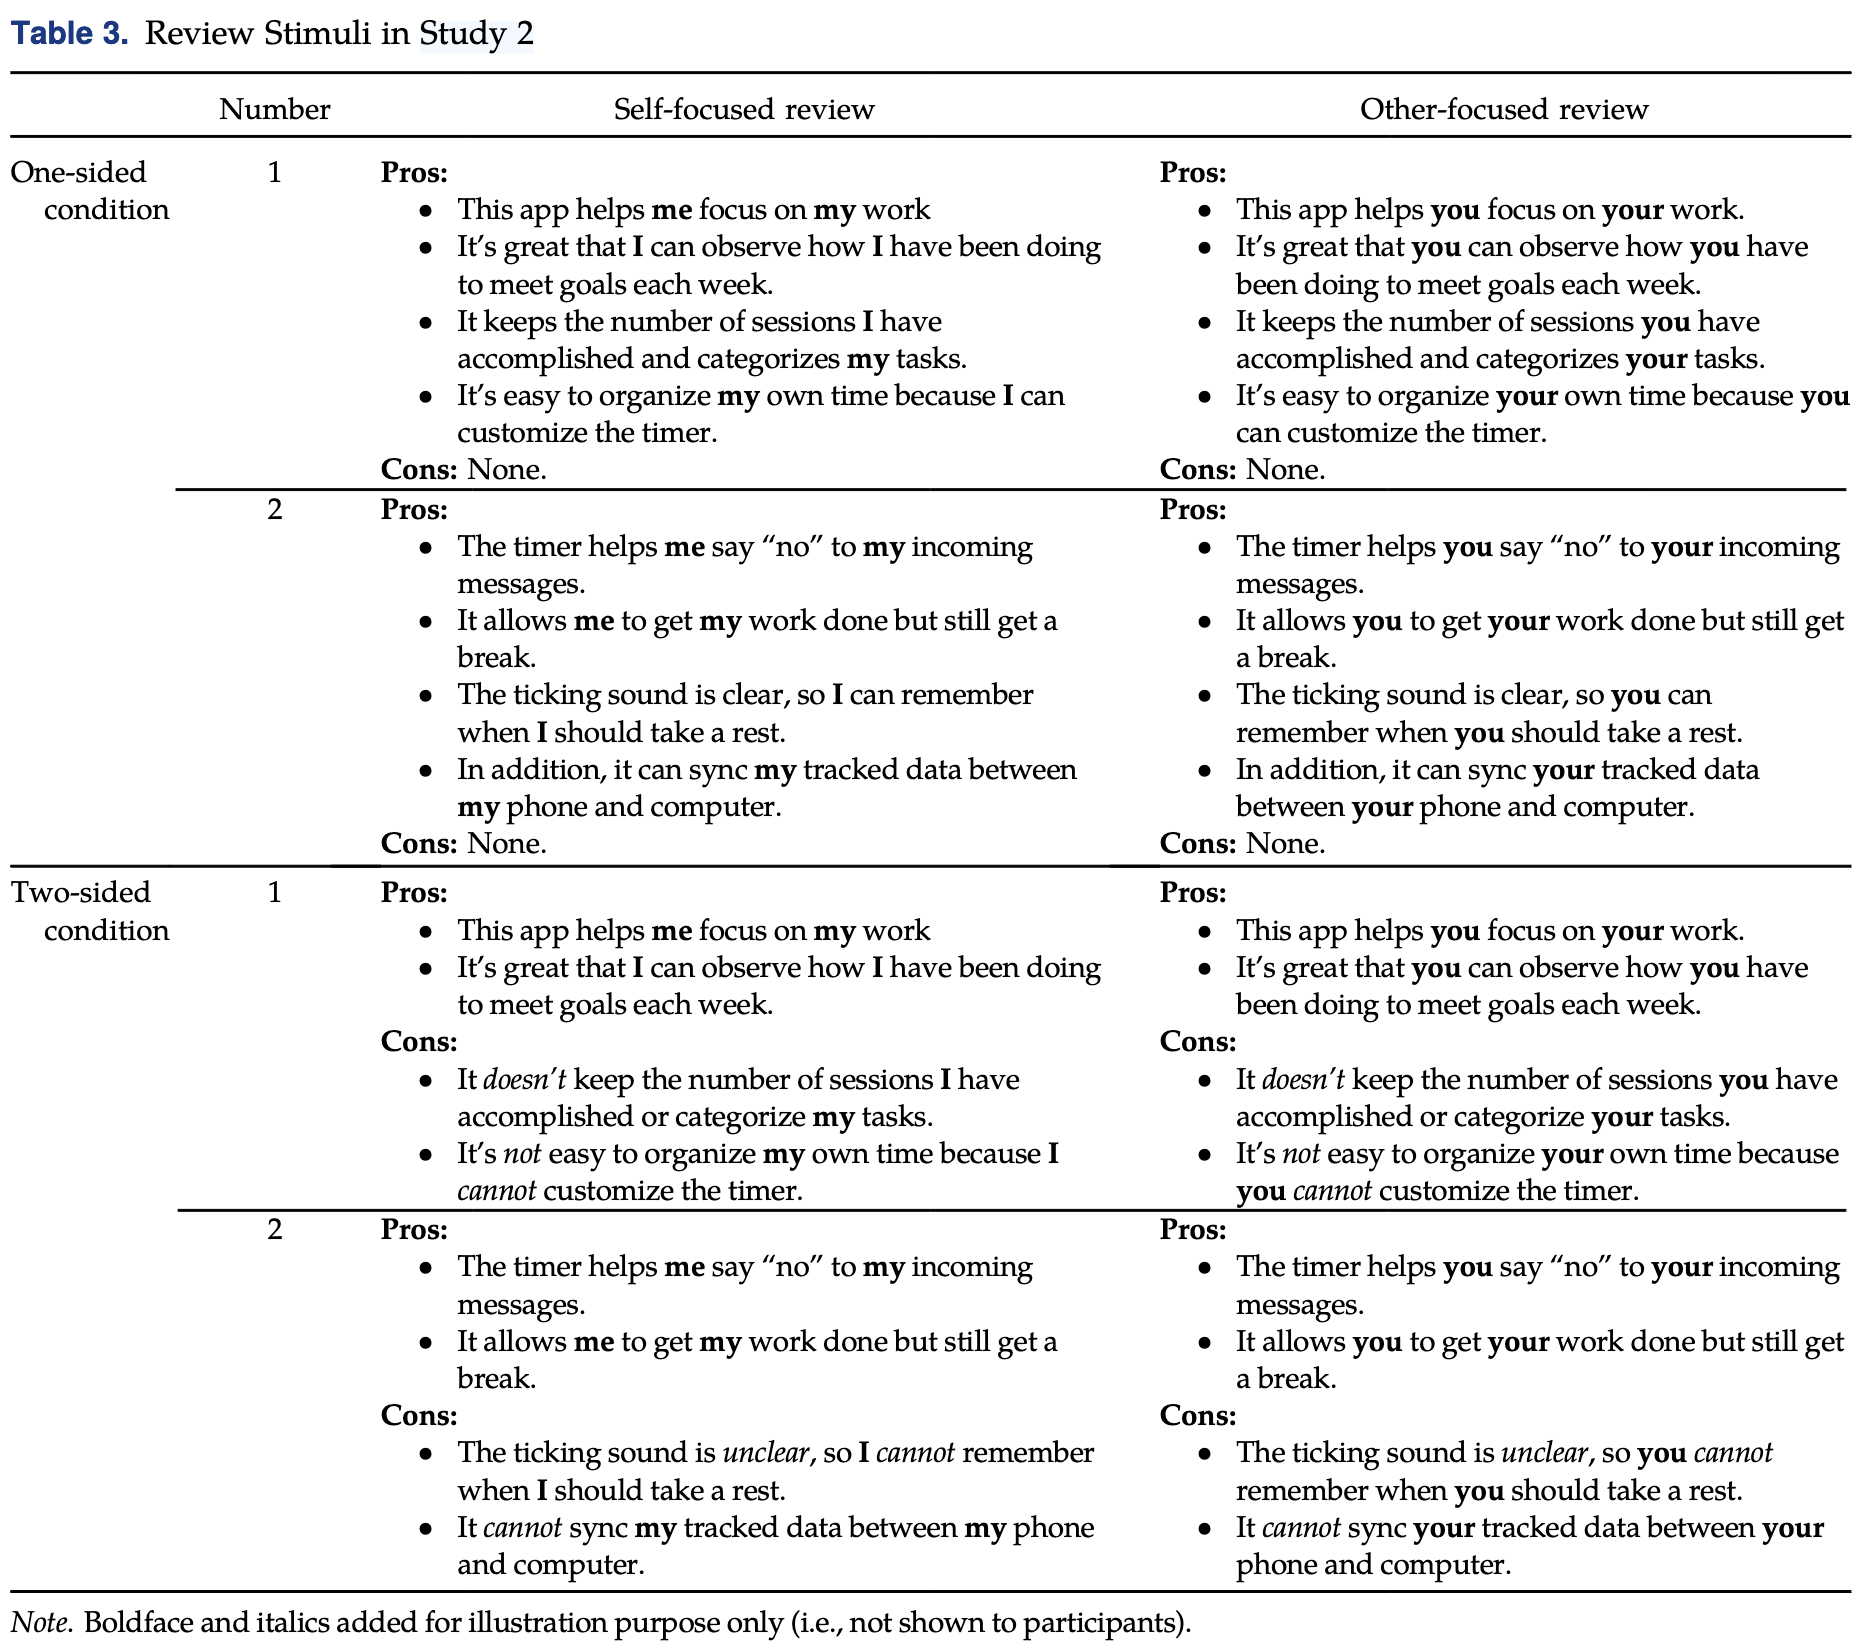 Table 3. Review Stimuli in Study 2
Number Self-focused review Other-focused review
One-sided condition
1
Pros:
• This app helps me focus on my work
• It’s great that I can observe how I have been doing
to meet goals each week.
• It keeps the number of sessions I have
accomplished and categorizes my tasks.
• It’s easy to organize my own time because I can
customize the timer.
Cons: None.
Pros:
• This app helps you focus on your work.
• It’s great that you can observe how you have
been doing to meet goals each week.
• It keeps the number of sessions you have
accomplished and categorizes your tasks.
• It’s easy to organize your own time because you
can customize the timer.
Cons: None.
2
Pros:
• The timer helps me say “no” to my incoming
messages.
• It allows me to get my work done but still get a
break.
• The ticking sound is clear, so I can remember
when I should take a rest.
• In addition, it can sync my tracked data between
my phone and computer.
Cons: None.
Pros:
• The timer helps you say “no” to your incoming
messages.
• It allows you to get your work done but still get
a break.
• The ticking sound is clear, so you can
remember when you should take a rest.
• In addition, it can sync your tracked data
between your phone and computer.
Cons: None.
Two-sided
condition
1
Pros:
• This app helps me focus on my work
• It’s great that I can observe how I have been doing
to meet goals each week.
Cons:
• It doesn’t keep the number of sessions I have
accomplished or categorize my tasks.
• It’s not easy to organize my own time because I
cannot customize the timer.
Pros:
• This app helps you focus on your work.
• It’s great that you can observe how you have
been doing to meet goals each week.
Cons:
• It doesn’t keep the number of sessions you have
accomplished or categorize your tasks.
• It’s not easy to organize your own time because
you cannot customize the timer.
2
Pros:
• The timer helps me say “no” to my incoming
messages.
• It allows me to get my work done but still get a
break.
Cons:
• The ticking sound is unclear, so I cannot remember
when I should take a rest.
• It cannot sync my tracked data between my phone
and computer.
Pros:
• The timer helps you say “no” to your incoming
messages.
• It allows you to get your work done but still get
a break.
Cons:
• The ticking sound is unclear, so you cannot
remember when you should take a rest.
• It cannot sync your tracked data between your
phone and computer.
Note. Boldface and italics added for illustration purpose only (i.e., not shown to participants).